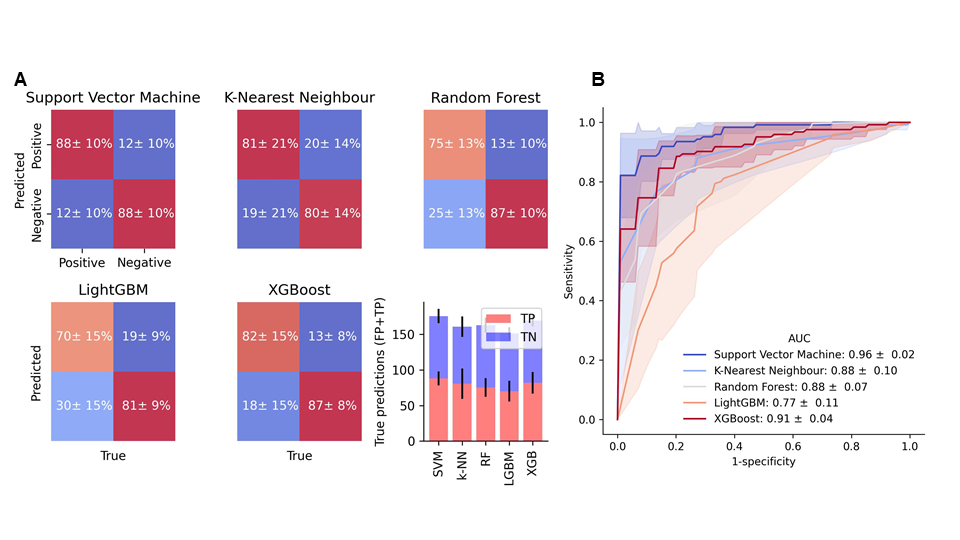 A
Support Vector Machine
Predicted
Positive
Negative
88± 10% 12± 10%
12± 10% 88± 10%
Positive Negative
K-Nearest Neighbour
81± 21% 20± 14%
19± 21% 80± 14%
Random Forest
75± 13% 13± 10%
25± 13% 87± 10%
LightGBM
Predicted
70± 15% 19± 9%
30± 15% 81± 9%
True
XGBoost
82± 15% 13± 8%
18± 15% 87± 8%
True
True predictions (FP+TP)
150
100
50
0
TP
TN
SVM
k-NN
RF
LGBM
XGB
B
Sensitivity
1.0
0.8
0.6
0.4
0.2
0.0
AUC
Support Vector Machine: 0.96 ± 0.02
K-Nearest Neighbour: 0.88 ± 0.10
Random Forest: 0.88 ± 0.07
LightGBM: 0.77 ± 0.11
XGBoost: 0.91 ± 0.04
0.0 0.2 0.4 0.6 0.8 1.0
1-specificity